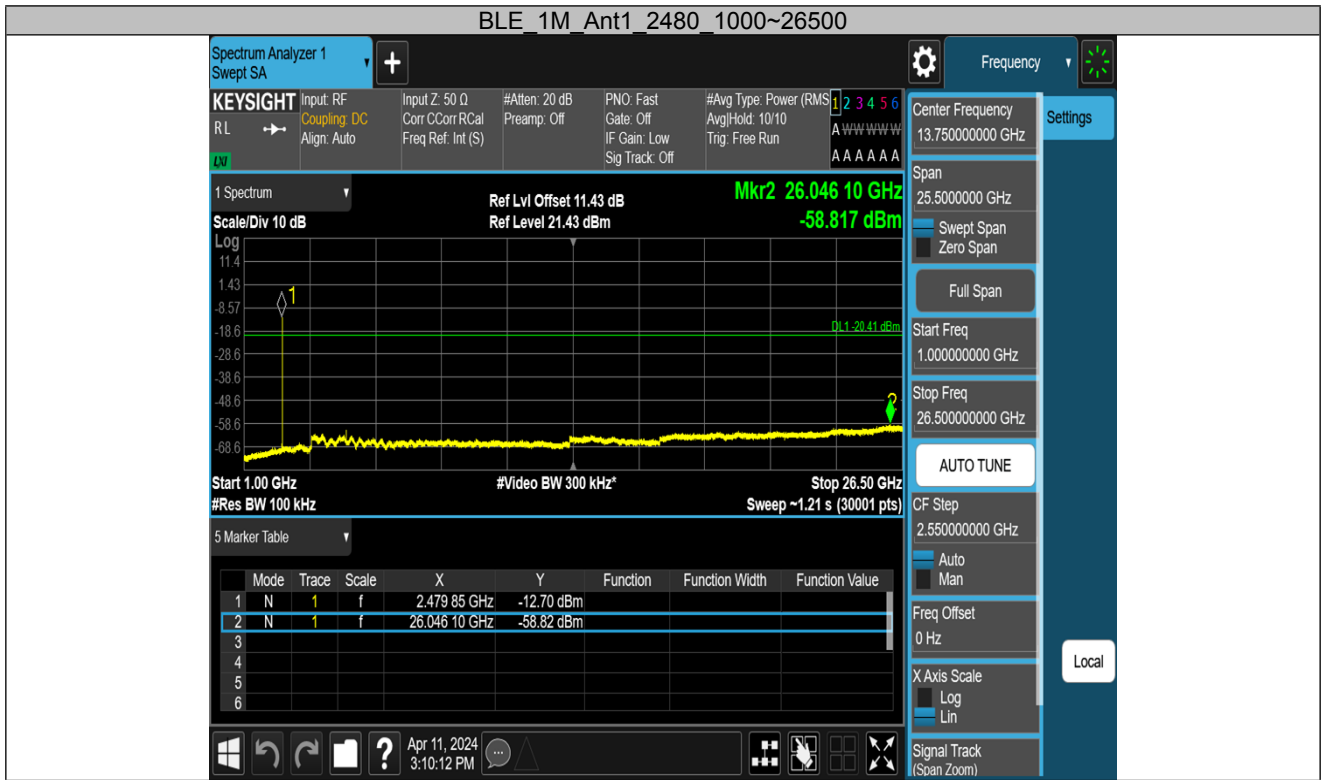 BLE_1M_Ant1_2480_1000~26500
Spectrum Analyzer 1
Swept SA
+
Frequency
KEYSIGHT
RL
LXI
Input: RF
Coupling: DC
Align: Auto
Input Z: 50 Ω
Corr CCorr RCal
Freq Ref: Int (S)
#Atten: 20 dB
Preamp: Off
PNO: Fast
Gate: Off
IF Gain: Low
Sig Track: Off
#Avg Type: Power (RMS
Avg|Hold: 10/10
Trig: Free Run
1 2 3 4 5 6
A W W W W W
A A A A A A
1 Spectrum
Scale/Div 10 dB
Ref Lvl Offset 11.43 dB
Ref Level 21.43 dBm
Mkr2 26.046 10 GHz
-58.817 dBm
Log
11.4
1.43
-8.57
-18.6
-28.6
-38.6
-48.6
-58.6
-68.6
1
DL1 -20.41 dBm
2
Start 1.00 GHz
#Res BW 100 kHz
#Video BW 300 kHz*
Stop 26.50 GHz
Sweep ~1.21 s (30001 pts)
5 Marker Table
Mode Trace Scale X Y Function Function Width Function Value
1 N 1 f 2.479 85 GHz -12.70 dBm
2 N 1 f 26.046 10 GHz -58.82 dBm
3
4
5
6
?
Apr 11, 2024
3:10:12 PM
Center Frequency
13.750000000 GHz
Settings
Span
25.5000000 GHz
Swept Span
Zero Span
Full Span
Start Freq
1.000000000 GHz
Stop Freq
26.500000000 GHz
AUTO TUNE
CF Step
2.550000000 GHz
Auto
Man
Freq Offset
0 Hz
Local
X Axis Scale
Log
Lin
Signal Track
(Span Zoom)